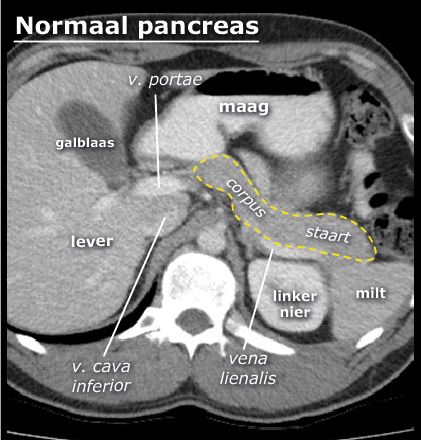 Normaal pancreas
v. portae
maag
galblaas
corpus
staart
lever
linker
nier
milt
v. cava
inferior
vena
lienalis